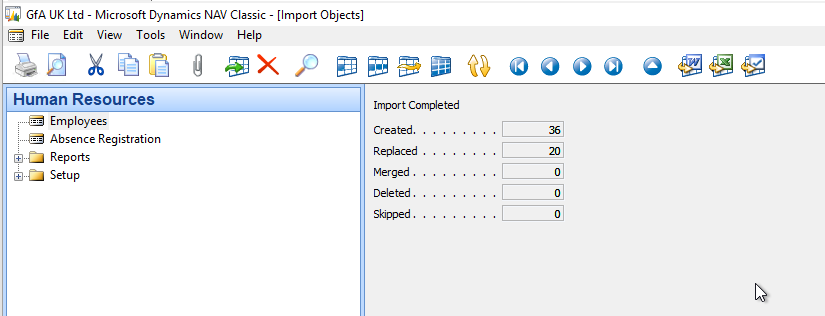 GfA UK Ltd - Microsoft Dynamics NAV Classic - [Import Objects]
File Edit View Tools Window Help
Human Resources
Employees
Absence Registration
Reports
Setup
Import Completed
Created. . . . . . . . . 36
Replaced . . . . . . . . 20
Merged . . . . . . . . . 0
Deleted . . . . . . . . . 0
Skipped . . . . . . . . . 0